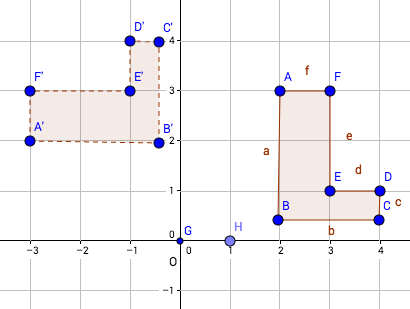 D' C' 4
F' E' 3 A f F
A' B' 2 a e
E d D
1 B C c
b
0 G H
−3 −2 −1 0 1 2 3 4
O
−1